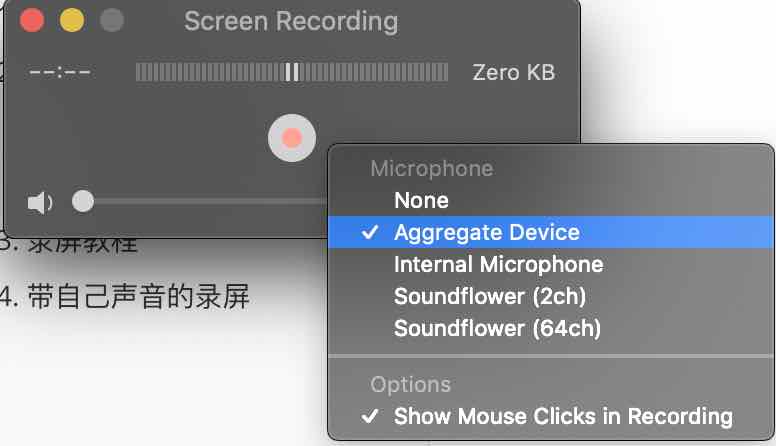 Screen Recording
--:--
Zero KB
Microphone
None
Aggregate Device
Internal Microphone
Soundflower (2ch)
Soundflower (64ch)
Options
Show Mouse Clicks in Recording
3. 录屏教程
4. 带自己声音的录屏